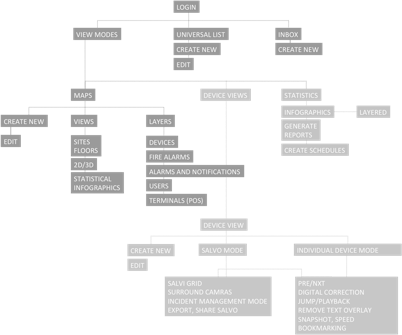 LOGIN
VIEW MODES
UNIVERSAL LIST
INBOX
CREATE NEW
CREATE NEW
EDIT
MAPS
DEVICE VIEWS
STATISTICS
CREATE NEW
VIEWS
LAYERS
INFOGRAPHICS
LAYERED
EDIT
SITES
FLOORS
DEVICES
GENERATE
REPORTS
2D/3D
FIRE ALARMS
CREATE SCHEDULES
STATISTICAL
INFOGRAPHICS
ALARMS AND NOTIFICATIONS
USERS
TERMINALS (POS)
DEVICE VIEW
CREATE NEW
SALVO MODE
INDIVIDUAL DEVICE MODE
EDIT
SALVI GRID
SURROUND CAMRAS
INCIDENT MANAGEMENT MODE
EXPORT, SHARE SALVO
PRE/NXT
DIGITAL CORRECTION
JUMP/PLAYBACK
REMOVE TEXT OVERLAY
SNAPSHOT, SPEED
BOOKMARKING